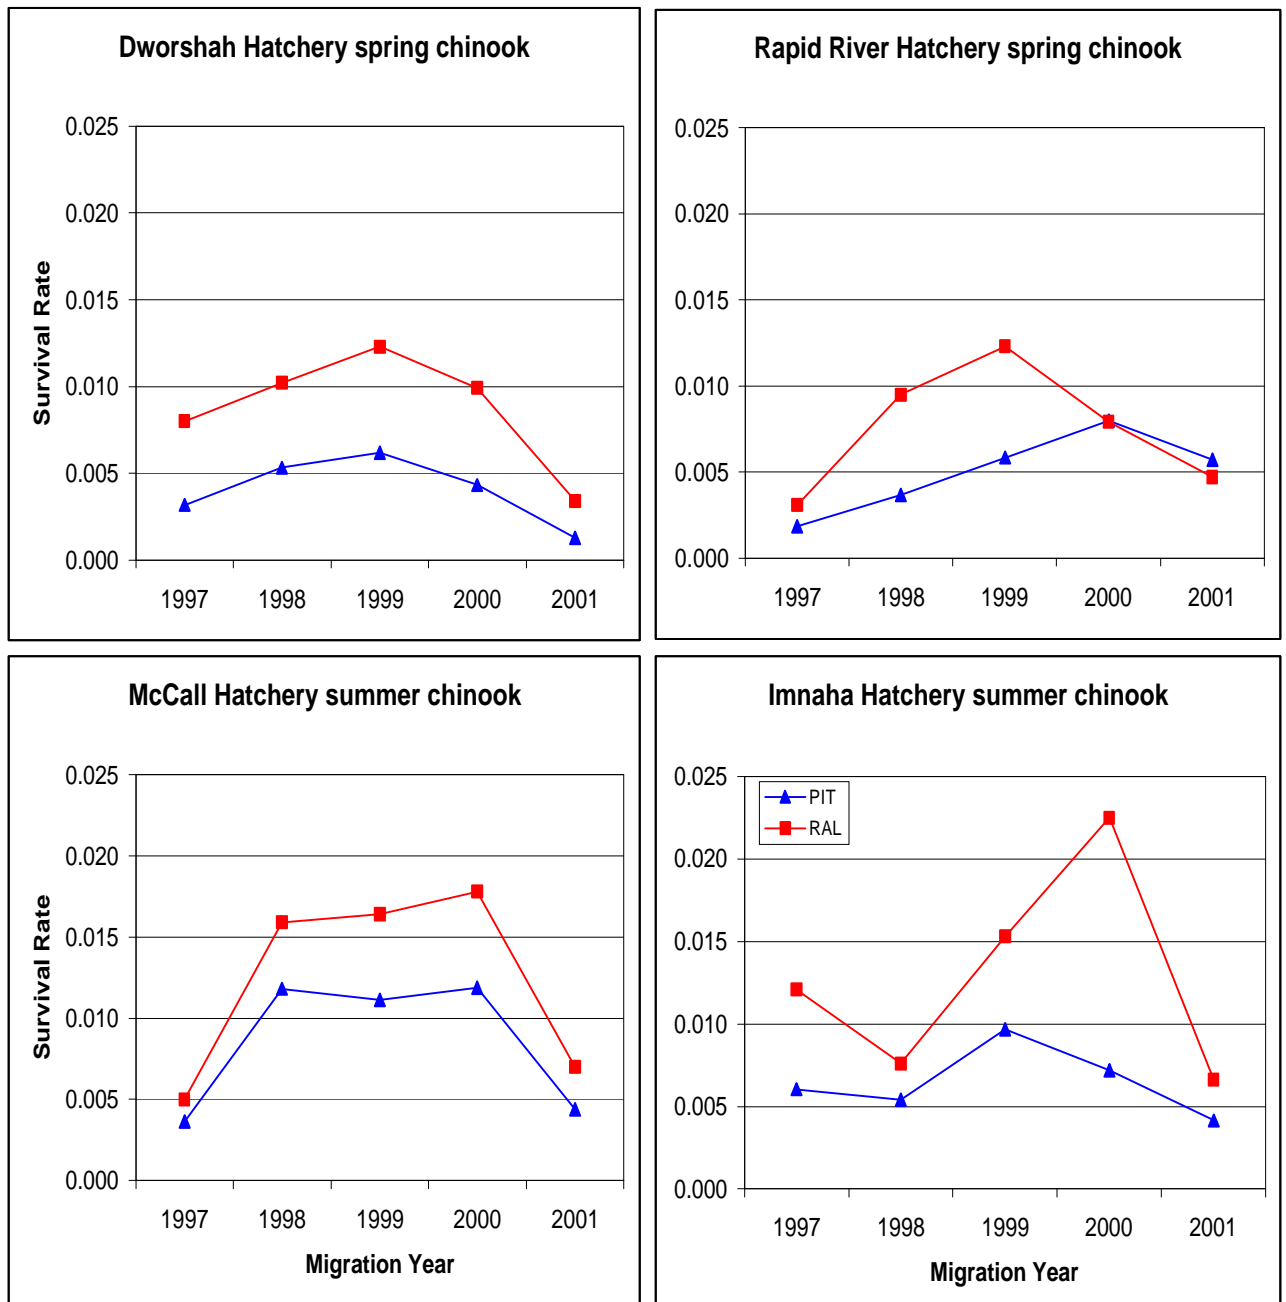 Dworshah Hatchery spring chinook
Survival Rate
0.025
0.020
0.015
0.010
0.005
0.000
1997 1998 1999 2000 2001
Rapid River Hatchery spring chinook
0.025
0.020
0.015
0.010
0.005
0.000
1997 1998 1999 2000 2001
McCall Hatchery summer chinook
Survival Rate
0.025
0.020
0.015
0.010
0.005
0.000
1997 1998 1999 2000 2001
Migration Year
Imnaha Hatchery summer chinook
0.025
0.020
0.015
0.010
0.005
0.000
PIT
RAL
1997 1998 1999 2000 2001
Migration Year